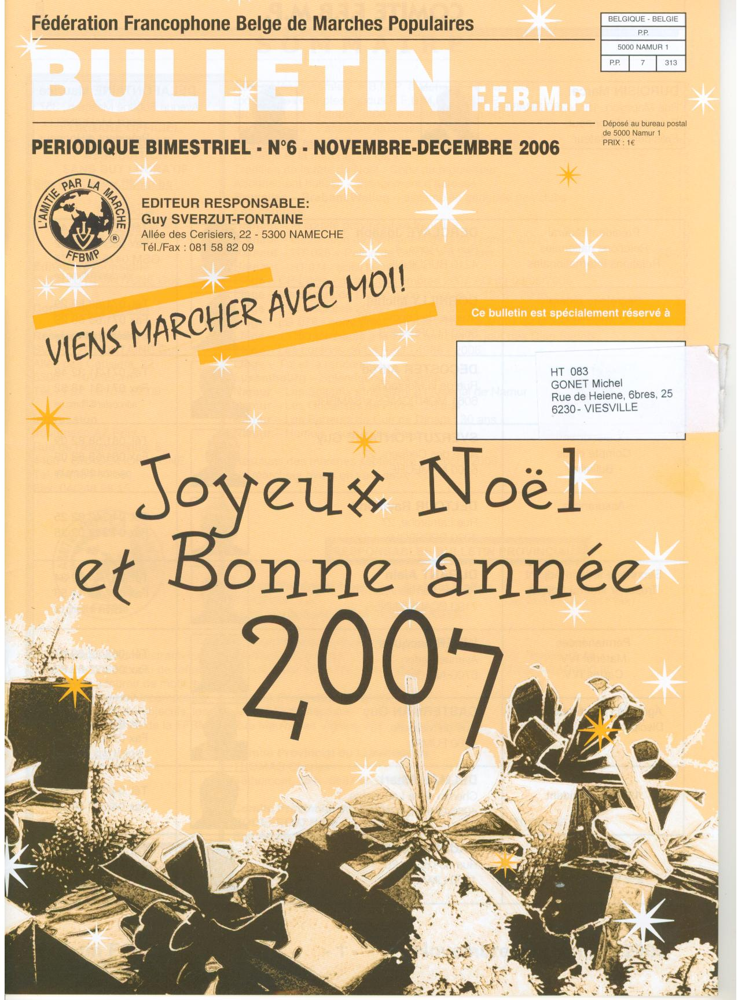 Fédération Francophone Belge de Marches Populaires
BULLETIN F.F.B.M.P.
BELGIQUE - BELGIE
P.P.
5000 NAMUR 1
P.P. 7 313
Déposé au bureau postal
de 5000 Namur 1
PRIX : 1€
PERIODIQUE BIMESTRIEL - N°6 - NOVEMBRE-DECEMBRE 2006
L'AMITIE PAR LA MARCHE
FFBMP
®
EDITEUR RESPONSABLE:
Guy SVERZUT-FONTAINE
Allée des Cerisiers, 22 - 5300 NAMECHE
Tél./Fax : 081 58 82 09
VIENS MARCHER AVEC MOI!
Ce bulletin est spécialement réservé à
HT 083
GONET Michel
Rue de Heiene, 6bres, 25
6230- VIESVILLE
Joyeux Noël
et Bonne année
2007